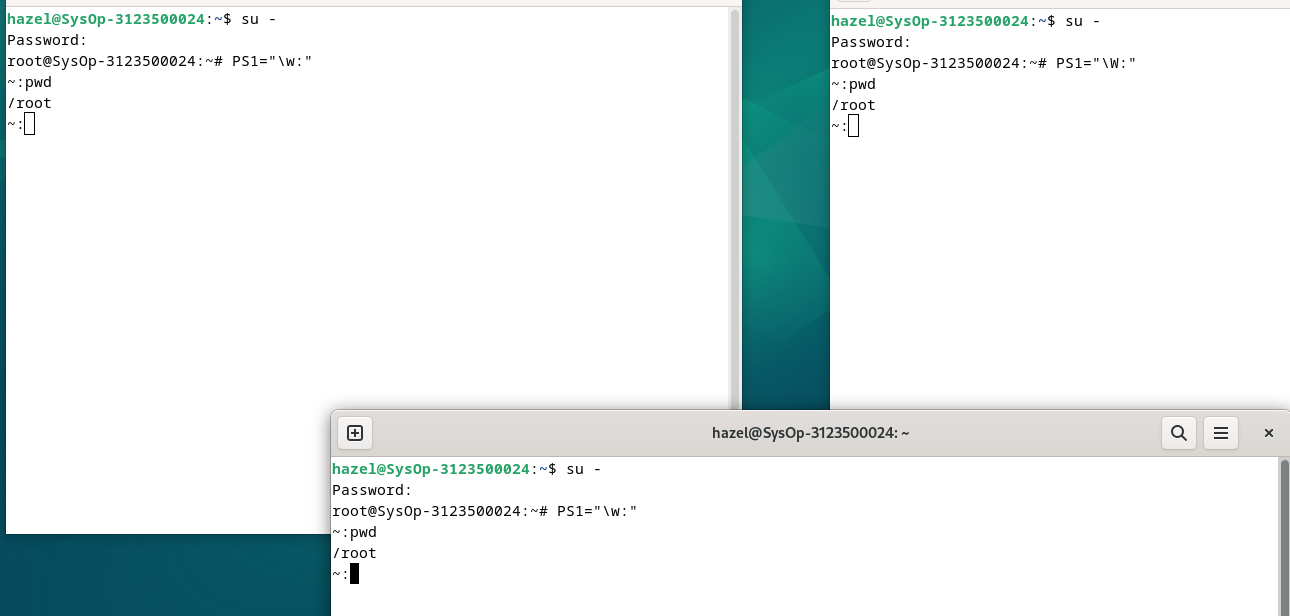 hazel@SysOp-3123500024:~$ su -
Password:
root@SysOp-3123500024:~# PS1="\w:"
~:pwd
/root
~:
hazel@SysOp-3123500024:~$ su -
Password:
root@SysOp-3123500024:~# PS1="\W:"
~:pwd
/root
~:
hazel@SysOp-3123500024: ~
hazel@SysOp-3123500024:~$ su -
Password:
root@SysOp-3123500024:~# PS1="\w:"
~:pwd
/root
~: